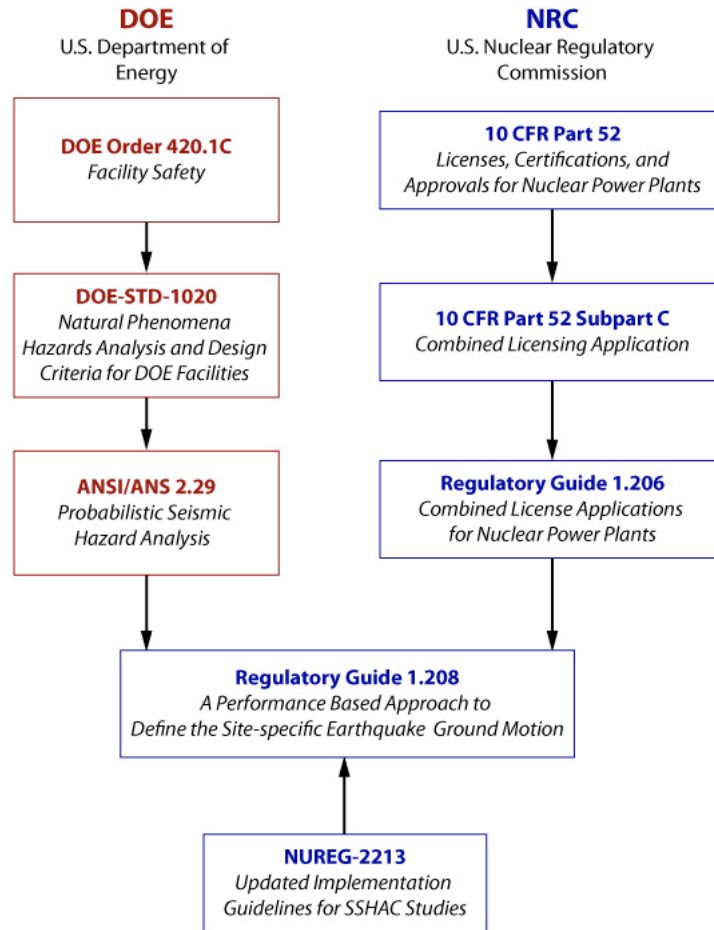 DOE
U.S. Department of
Energy
DOE Order 420.1C
Facility Safety
DOE-STD-1020
Natural Phenomena
Hazards Analysis and Design
Criteria for DOE Facilities
ANSI/ANS 2.29
Probabilistic Seismic
Hazard Analysis
NRC
U.S. Nuclear Regulatory
Commission
10 CFR Part 52
Licenses, Certifications, and
Approvals for Nuclear Power Plants
10 CFR Part 52 Subpart C
Combined Licensing Application
Regulatory Guide 1.206
Combined License Applications
for Nuclear Power Plants
Regulatory Guide 1.208
A Performance Based Approach to
Define the Site-specific Earthquake Ground Motion
NUREG-2213
Updated Implementation
Guidelines for SSHAC Studies